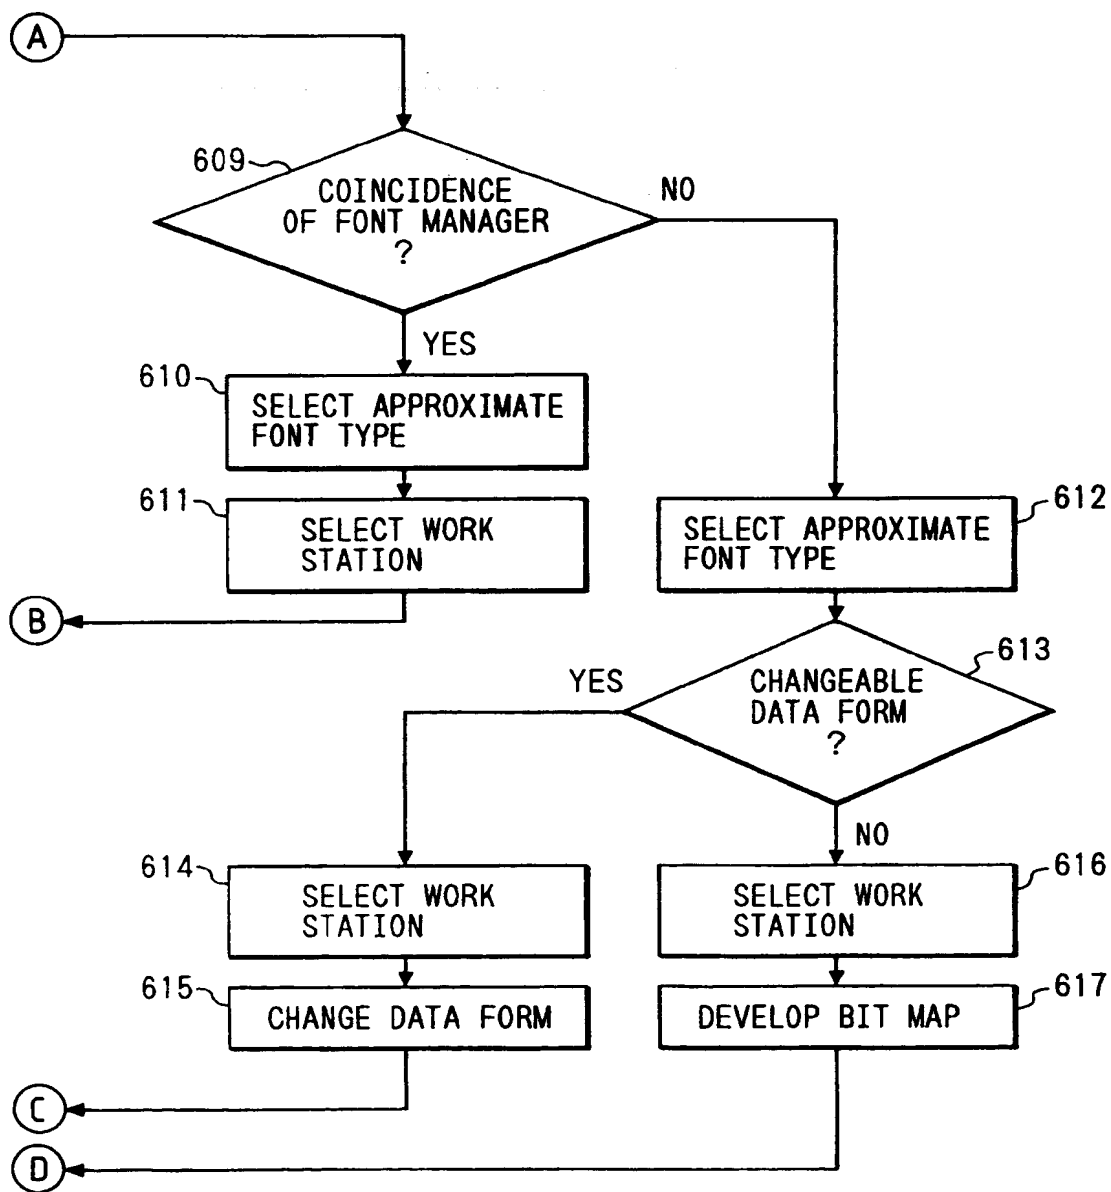 A
609
COINCIDENCE
OF FONT MANAGER
?
NO
YES
610
SELECT APPROXIMATE
FONT TYPE
611
SELECT WORK
STATION
612
SELECT APPROXIMATE
FONT TYPE
B
613
CHANGEABLE
DATA FORM
?
YES
NO
614
SELECT WORK
STATION
616
SELECT WORK
STATION
615
CHANGE DATA FORM
617
DEVELOP BIT MAP
C
D